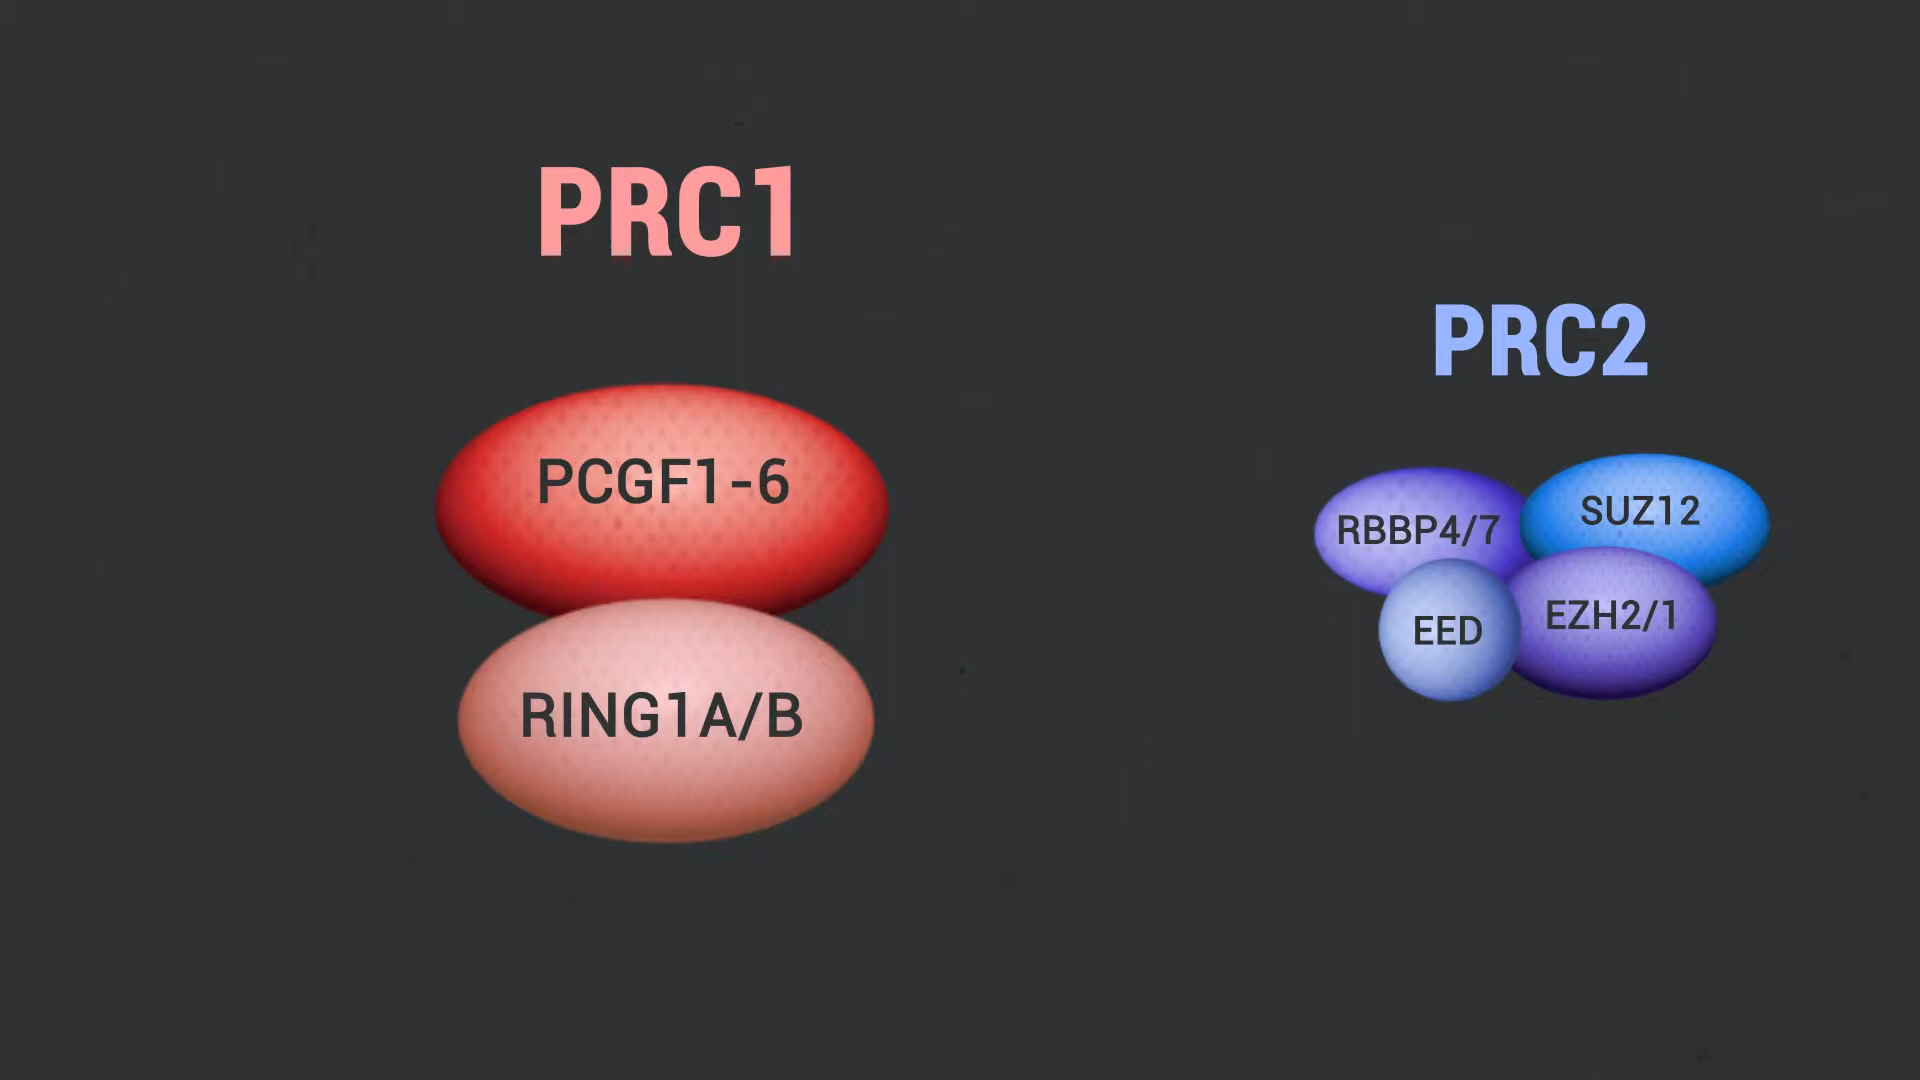 PRC1
PCGF1-6
RING1A/B
PRC2
RBBP4/7
SUZ12
EED
EZH2/1